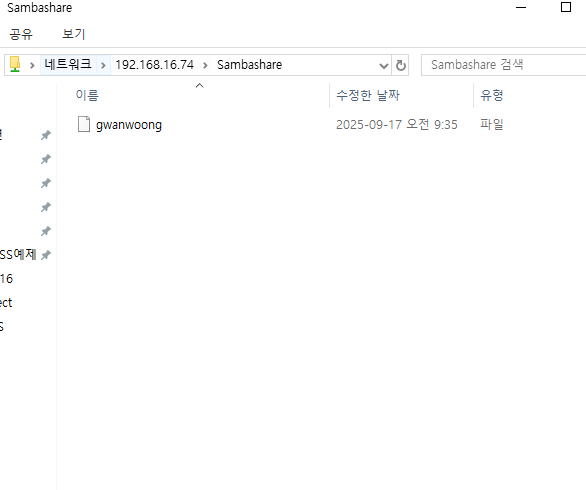 Sambashare
공유 보기
네트워크 192.168.16.74 Sambashare Sambashare 검색
이름 수정한 날짜 유형
gwanwoong 2025-09-17 오전 9:35 파일
SS예제
16
ect
S